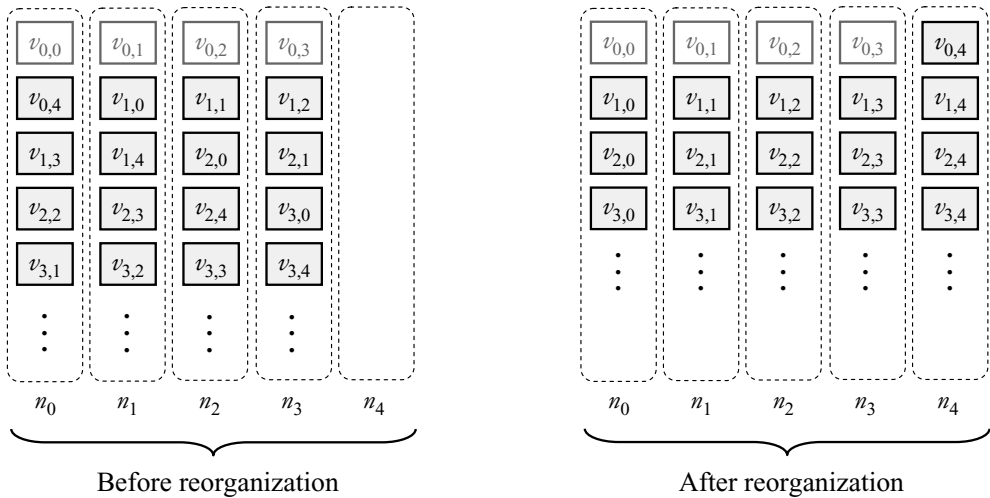 v0,0 v0,1 v0,2 v0,3 v0,0 v0,1 v0,2 v0,3 v0,4
v0,4 v1,0 v1,1 v1,2 v1,0 v1,1 v1,2 v1,3 v1,4
v1,3 v1,4 v2,0 v2,1 v2,0 v2,1 v2,2 v2,3 v2,4
v2,2 v2,3 v2,4 v3,0 v3,0 v3,1 v3,2 v3,3 v3,4
v3,1 v3,2 v3,3 v3,4
n0 n1 n2 n3 n4 n0 n1 n2 n3 n4
Before reorganization After reorganization